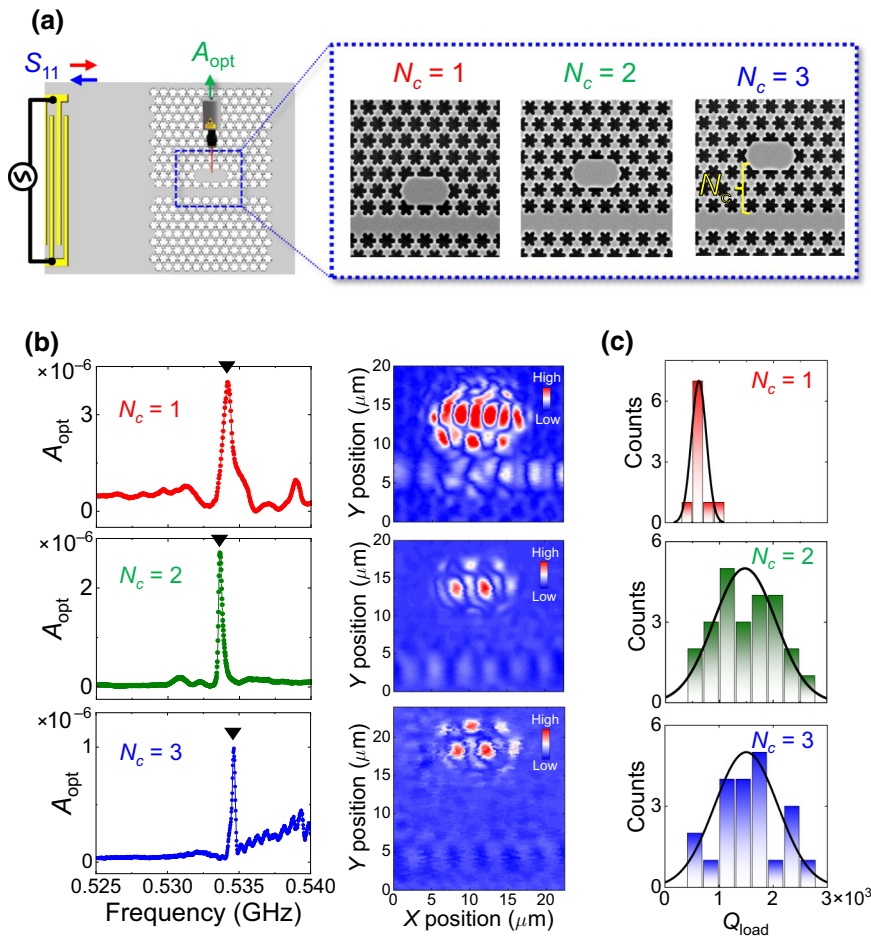 (a)
S11
Aopt
Nc = 1
Nc = 2
Nc = 3
Nc
(b)
×10⁻⁶
Nc = 1
Aopt
3
0
×10⁻⁶
Nc = 2
Aopt
2
0
×10⁻⁶
Nc = 3
Aopt
1
0
0.525 0.530 0.535 0.540
Frequency (GHz)
High
Low
Y position (μm)
20
15
10
5
0
High
Low
Y position (μm)
20
15
10
5
0
High
Low
Y position (μm)
20
15
10
5
0
0 5 10 15 20
X position (μm)
(c)
Nc = 1
Counts
6
3
0
Nc = 2
Counts
6
3
0
Nc = 3
Counts
6
3
0
0 1 2 3×10³
Qload